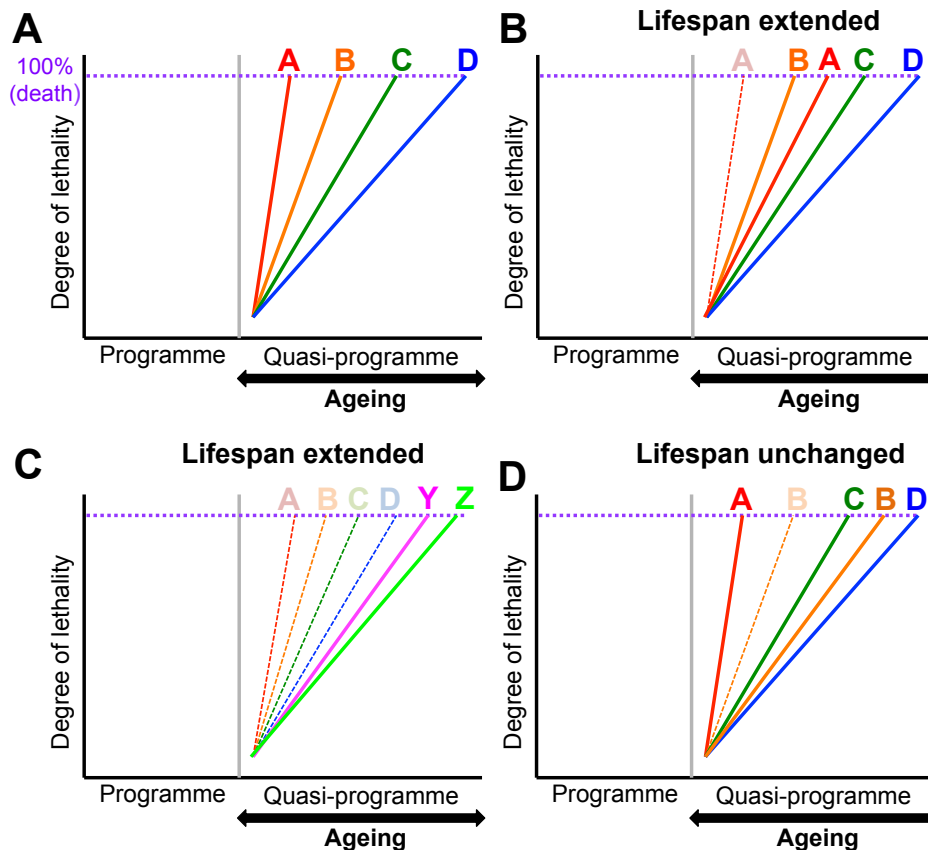 A
100%
(death)
A B C D
Degree of lethality
Programme
Quasi-programme
Ageing
B
Lifespan extended
A B A C D
Degree of lethality
Programme
Quasi-programme
Ageing
C
Lifespan extended
A B C D Y Z
Degree of lethality
Programme
Quasi-programme
Ageing
D
Lifespan unchanged
A B C B D
Degree of lethality
Programme
Quasi-programme
Ageing